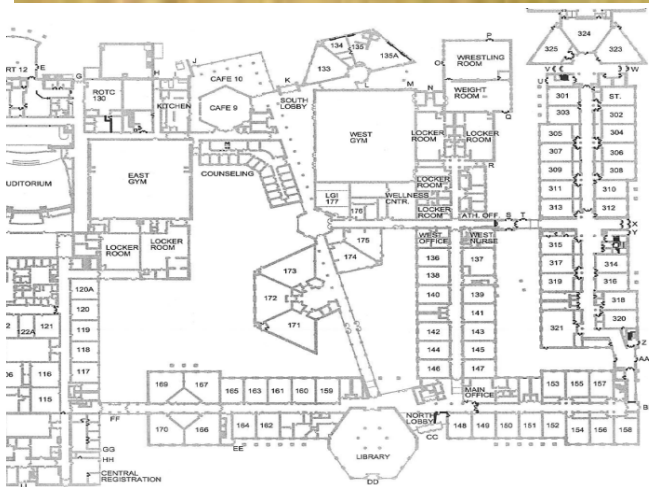 324
325
323
P
134
135
135A
133
WRESTLING
ROOM
O
V
W
U
ART 12
E
G
H
J
ROTC
130
CAFE 10
K
M
N
WEIGHT
ROOM
301
ST.
KITCHEN
CAFE 9
SOUTH
LOBBY
303
302
305
304
WEST
GYM
LOCKER
ROOM
LOCKER
ROOM
307
306
309
308
AUDITORIUM
EAST
GYM
COUNSELING
LOCKER
ROOM
R
311
310
LGI
177
176
WELLNESS
CNTR.
LOCKER
ROOM
313
312
ATH. OFF.
S
T
X
Y
LOCKER
ROOM
LOCKER
ROOM
175
174
WEST
OFFICE
WEST
NURSE
315
136
137
317
314
173
138
319
316
120A
172
140
139
318
120
141
121
122A
119
171
142
143
321
320
Z
118
144
145
AA
116
117
169
167
165
163
161
160
159
146
147
MAIN
OFFICE
153
155
157
115
FF
170
166
164
162
EE
NORTH
LOBBY
CC
148
149
150
151
152
154
156
158
GG
HH
LIBRARY
CENTRAL
REGISTRATION
DD